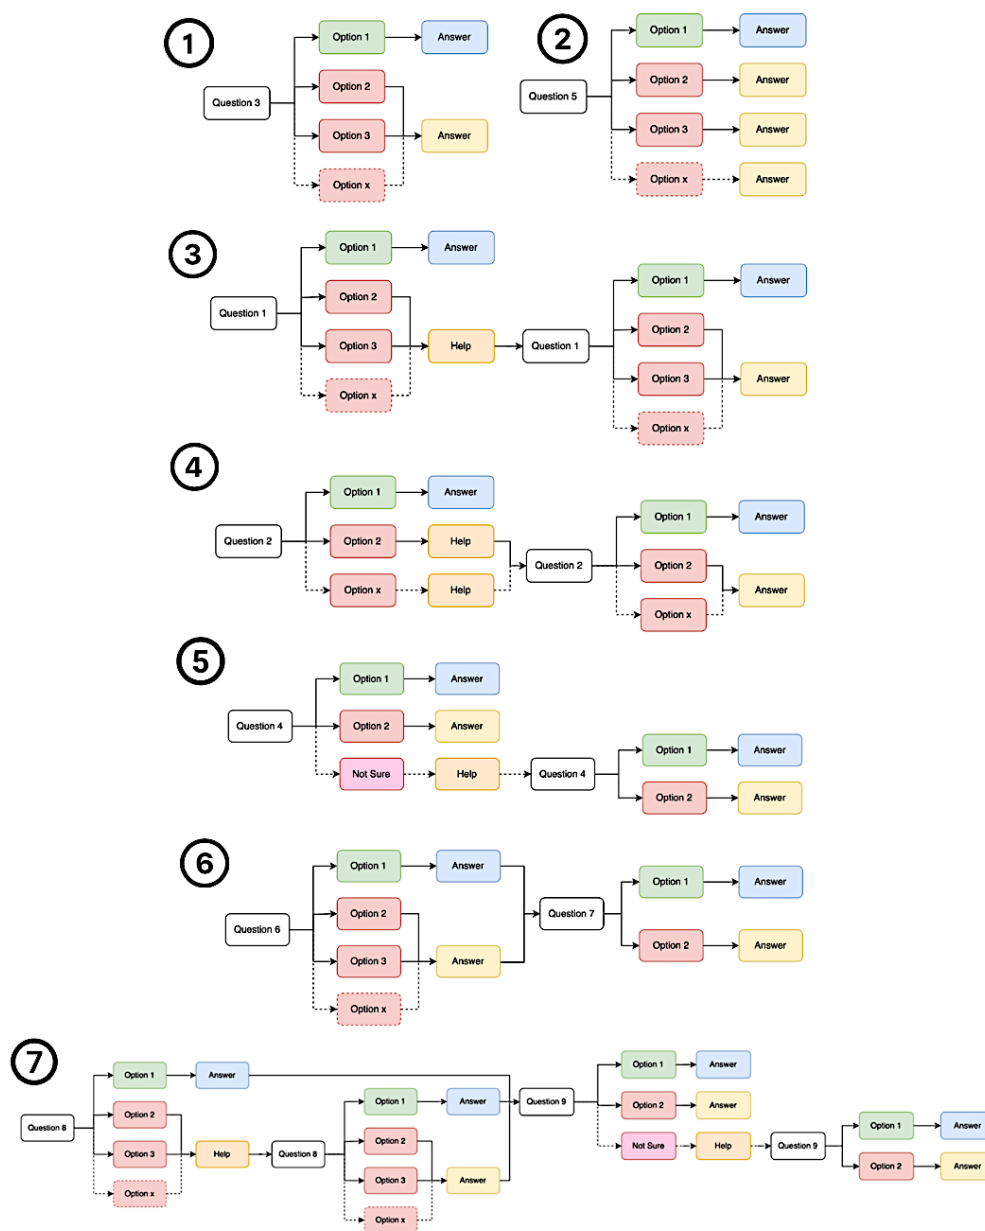 1
Question 3
Option 1
Answer
Option 2
Option 3
Answer
Option x
2
Question 5
Option 1
Answer
Option 2
Answer
Option 3
Answer
Option x
Answer
3
Question 1
Option 1
Answer
Option 2
Option 3
Help
Option x
Question 1
Option 1
Answer
Option 2
Option 3
Answer
Option x
4
Question 2
Option 1
Answer
Option 2
Help
Option x
Help
Question 2
Option 1
Answer
Option 2
Answer
Option x
5
Question 4
Option 1
Answer
Option 2
Answer
Not Sure
Help
Question 4
Option 1
Answer
Option 2
Answer
6
Question 6
Option 1
Answer
Option 2
Option 3
Answer
Option x
Question 7
Option 1
Answer
Option 2
Answer
7
Question 8
Option 1
Answer
Option 2
Option 3
Help
Option x
Question 8
Option 1
Answer
Option 2
Option 3
Answer
Option x
Question 9
Option 1
Answer
Option 2
Answer
Not Sure
Help
Question 9
Option 1
Answer
Option 2
Answer